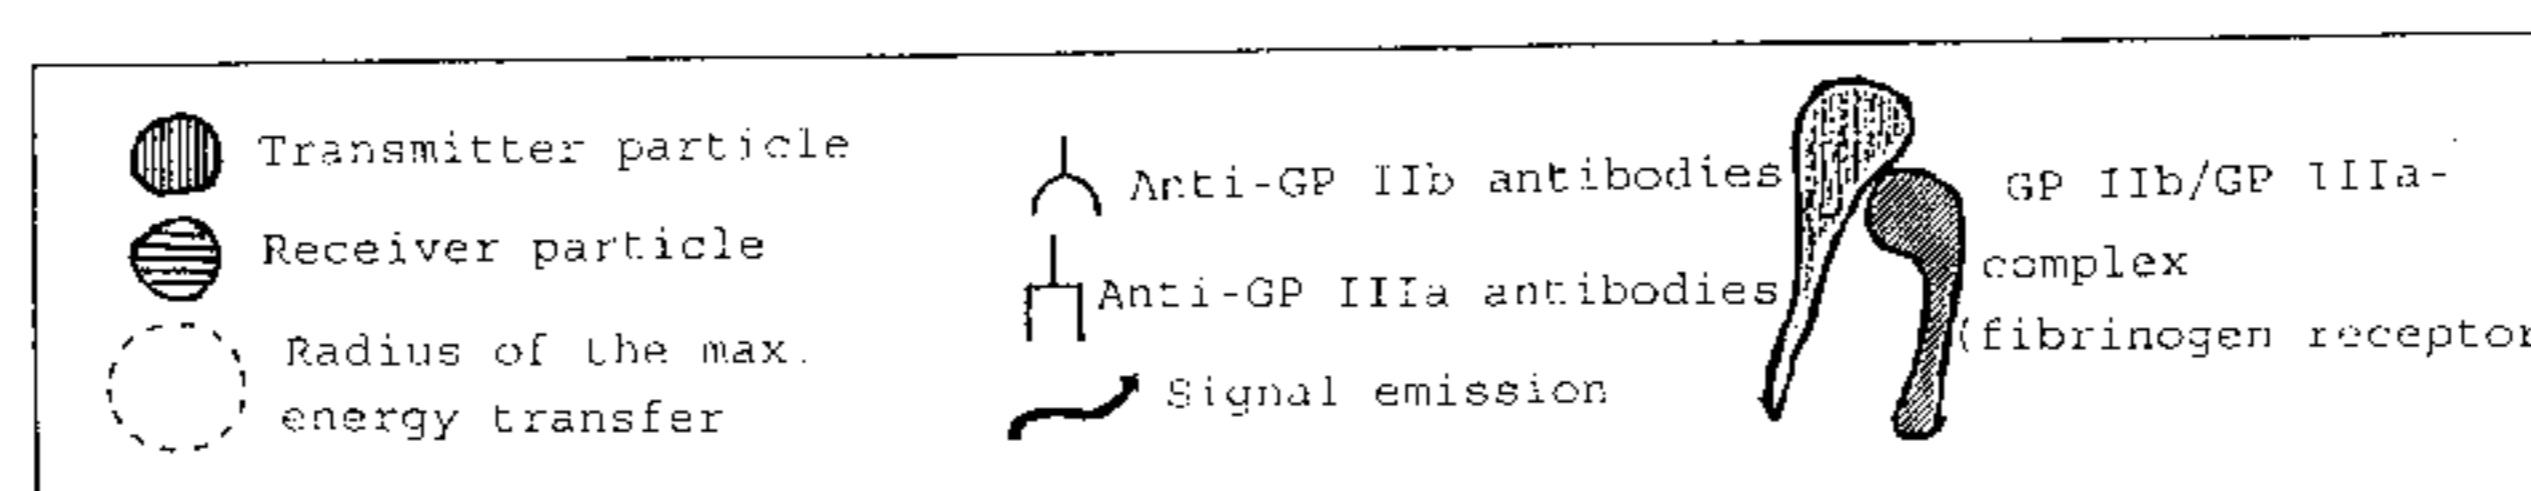 Transmitter particle
Receiver particle
Radius of the max.
energy transfer
Anti-GP IIb antibodies
Anti-GP IIIa antibodies
Signal emission
GP IIb/GP IIIa-
complex
(fibrinogen receptor